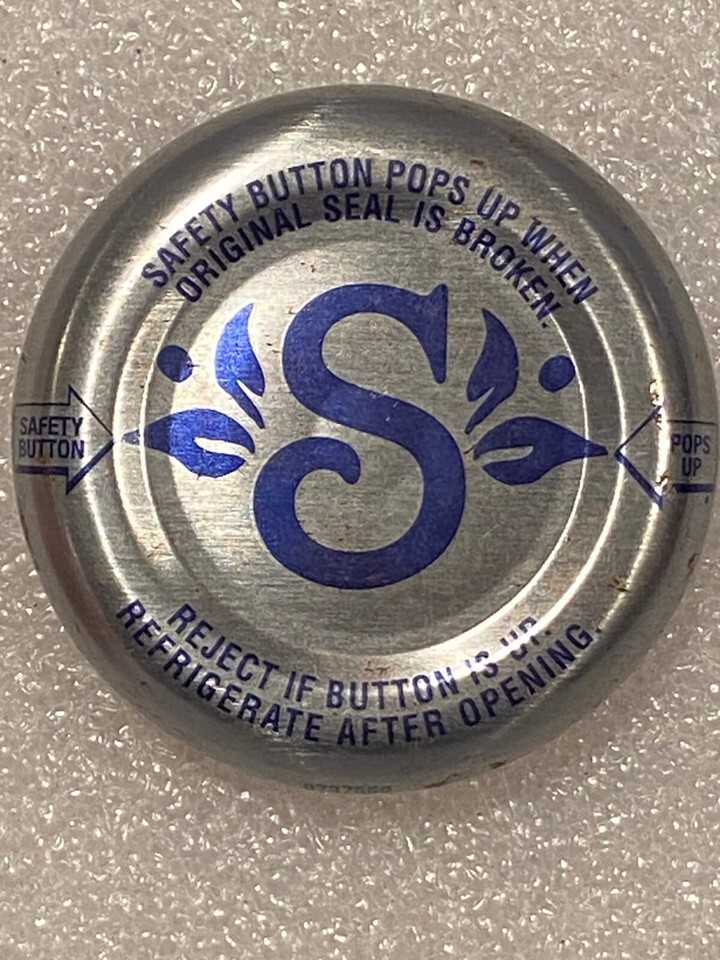 SAFETY BUTTON POPS UP WHEN
ORIGINAL SEAL IS BROKEN.
S
SAFETY
BUTTON
POPS
UP
REJECT IF BUTTON IS UP.
REFRIGERATE AFTER OPENING.